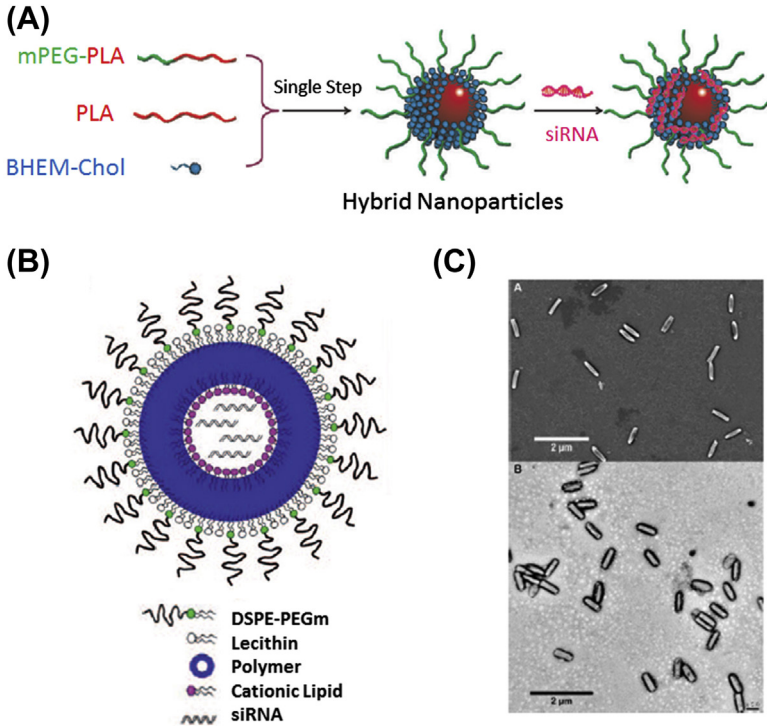 (A)
mPEG-PLA
PLA
BHEM-Chol
Single Step
siRNA
Hybrid Nanoparticles
(B)
DSPE-PEGm
Lecithin
Polymer
Cationic Lipid
siRNA
(C)
A
2 μm
B
2 μm